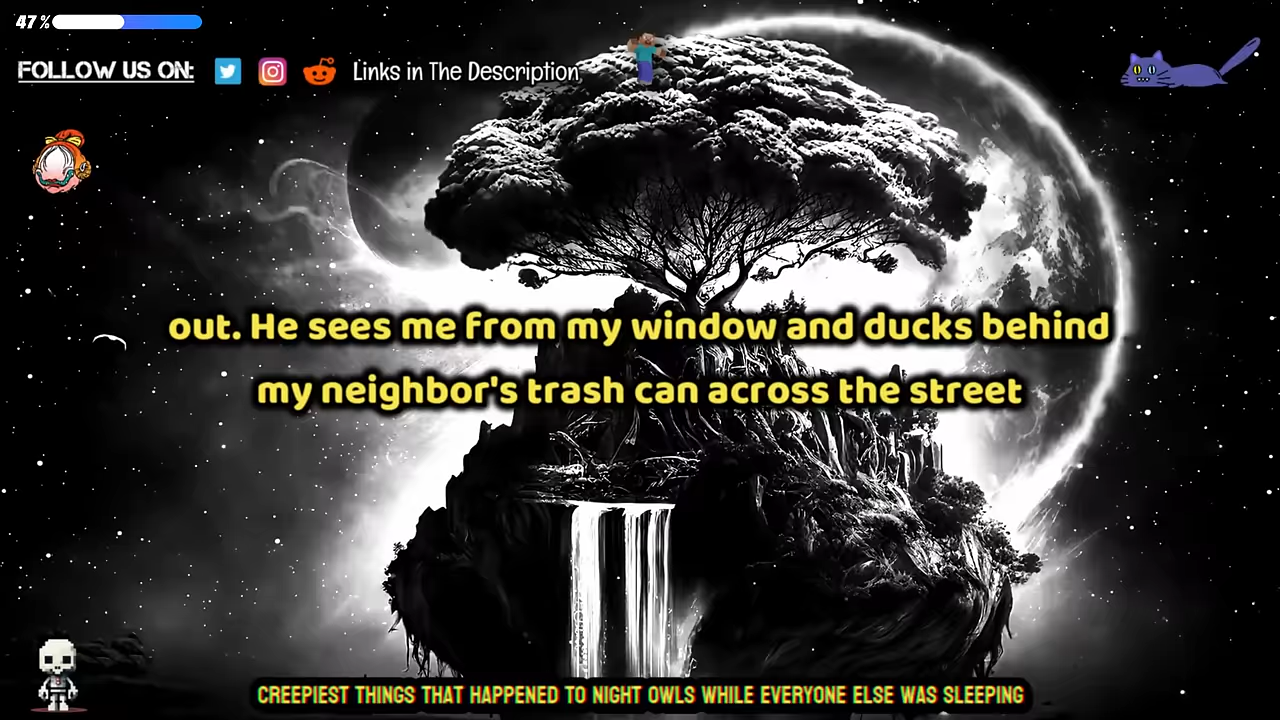 47%
FOLLOW US ON:
Links in The Description
out. He sees me from my window and ducks behind
my neighbor's trash can across the street
CREEPIEST THINGS THAT HAPPENED TO NIGHT OWLS WHILE EVERYONE ELSE WAS SLEEPING